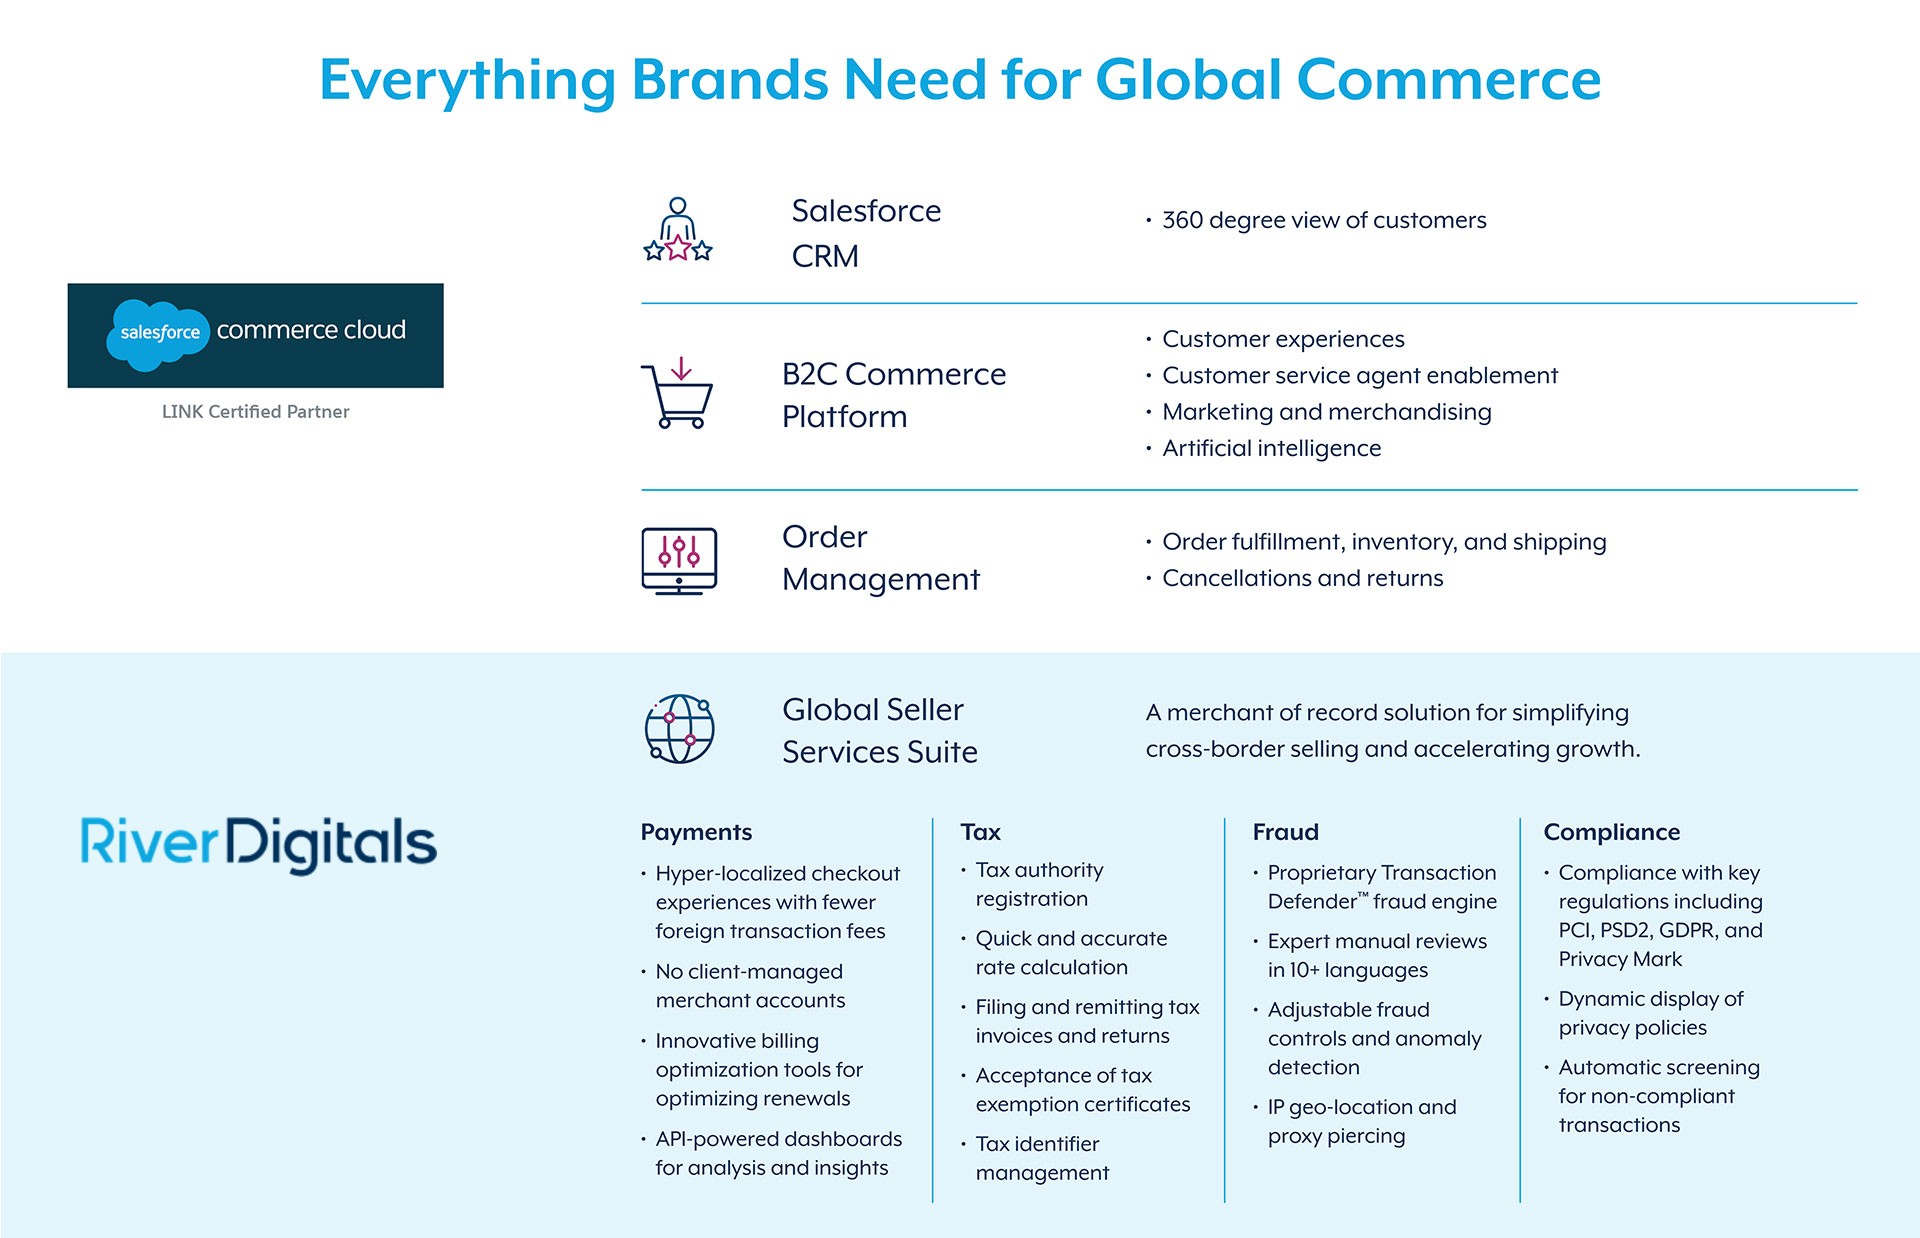 Everything Brands Need for Global Commerce
salesforce commerce cloud
LINK Certified Partner
Salesforce
CRM
• 360 degree view of customers
B2C Commerce
Platform
• Customer experiences
• Customer service agent enablement
• Marketing and merchandising
• Artificial intelligence
Order
Management
• Order fulfillment, inventory, and shipping
• Cancellations and returns
RiverDigitals
Global Seller
Services Suite
A merchant of record solution for simplifying
cross-border selling and accelerating growth.
Payments
• Hyper-localized checkout
experiences with fewer
foreign transaction fees
• No client-managed
merchant accounts
• Innovative billing
optimization tools for
optimizing renewals
• API-powered dashboards
for analysis and insights
Tax
• Tax authority
registration
• Quick and accurate
rate calculation
• Filing and remitting tax
invoices and returns
• Acceptance of tax
exemption certificates
• Tax identifier
management
Fraud
• Proprietary Transaction
Defender™ fraud engine
• Expert manual reviews
in 10+ languages
• Adjustable fraud
controls and anomaly
detection
• IP geo-location and
proxy piercing
Compliance
• Compliance with key
regulations including
PCI, PSD2, GDPR, and
Privacy Mark
• Dynamic display of
privacy policies
• Automatic screening
for non-compliant
transactions